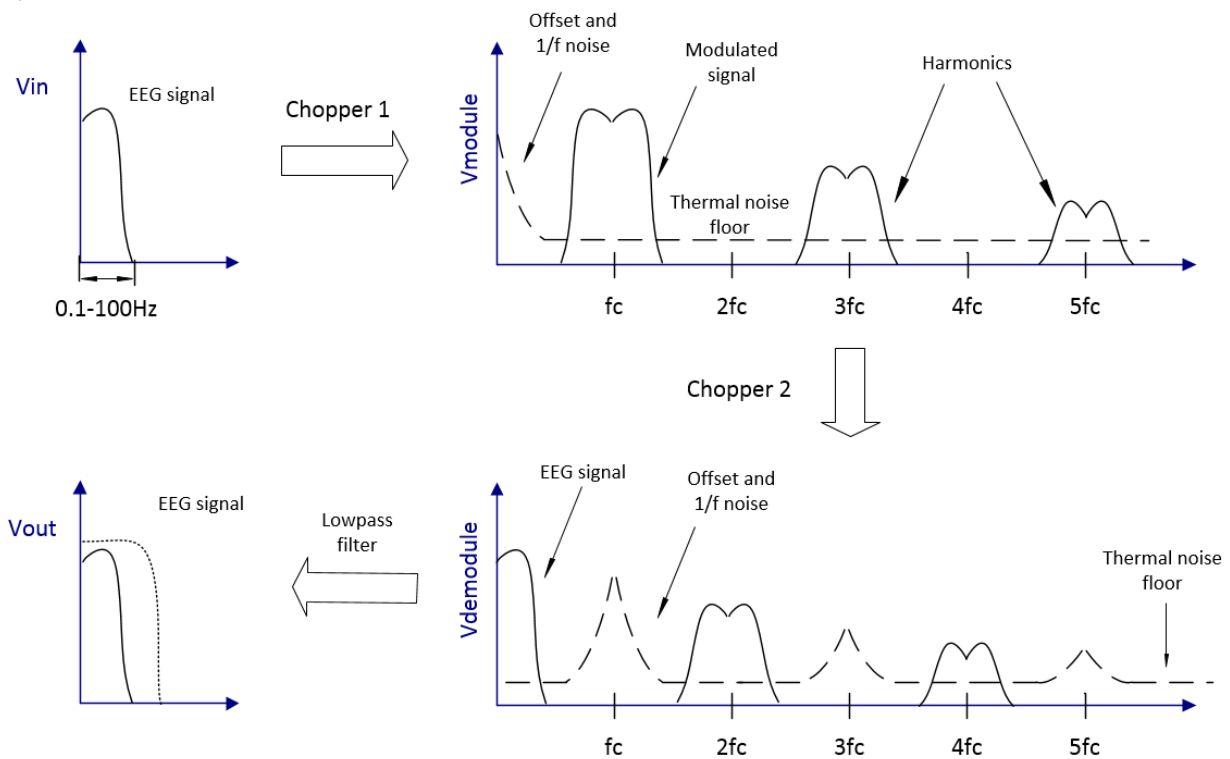 Vin
EEG signal
0.1-100Hz
Chopper 1
Vmodule
Offset and
1/f noise
Modulated
signal
Harmonics
Thermal noise
floor
fc
2fc
3fc
4fc
5fc
Chopper 2
Vout
EEG signal
Lowpass
filter
Vdemodule
EEG signal
Offset and
1/f noise
Thermal noise
floor
fc
2fc
3fc
4fc
5fc